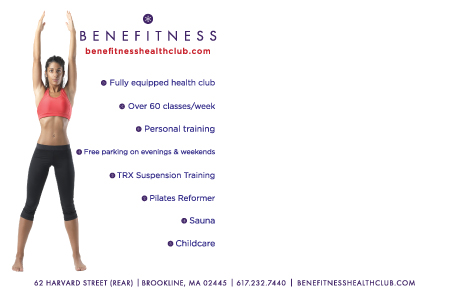 BENEFITNESS
benefitnesshealthclub.com
Fully equipped health club
Over 60 classes/week
Personal training
Free parking on evenings & weekends
TRX Suspension Training
Pilates Reformer
Sauna
Childcare
62 HARVARD STREET (REAR) | BROOKLINE, MA 02445 | 617.232.7440 | BENEFITNESSHEALTHCLUB.COM